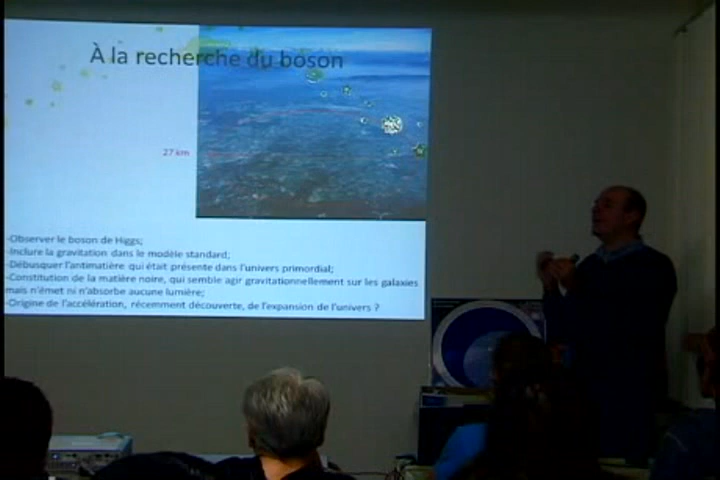 À la recherche du boson
27 km
-Observer le boson de Higgs;
-Inclure la gravitation dans le modèle standard;
-Débusquer l'antimatière qui était présente dans l'univers primordial;
-Constitution de la matière noire, qui semble agir gravitationnellement sur les galaxies
mais n'émet ni n'absorbe aucune lumière;
-Origine de l'accélération, récemment découverte, de l'expansion de l'univers ?